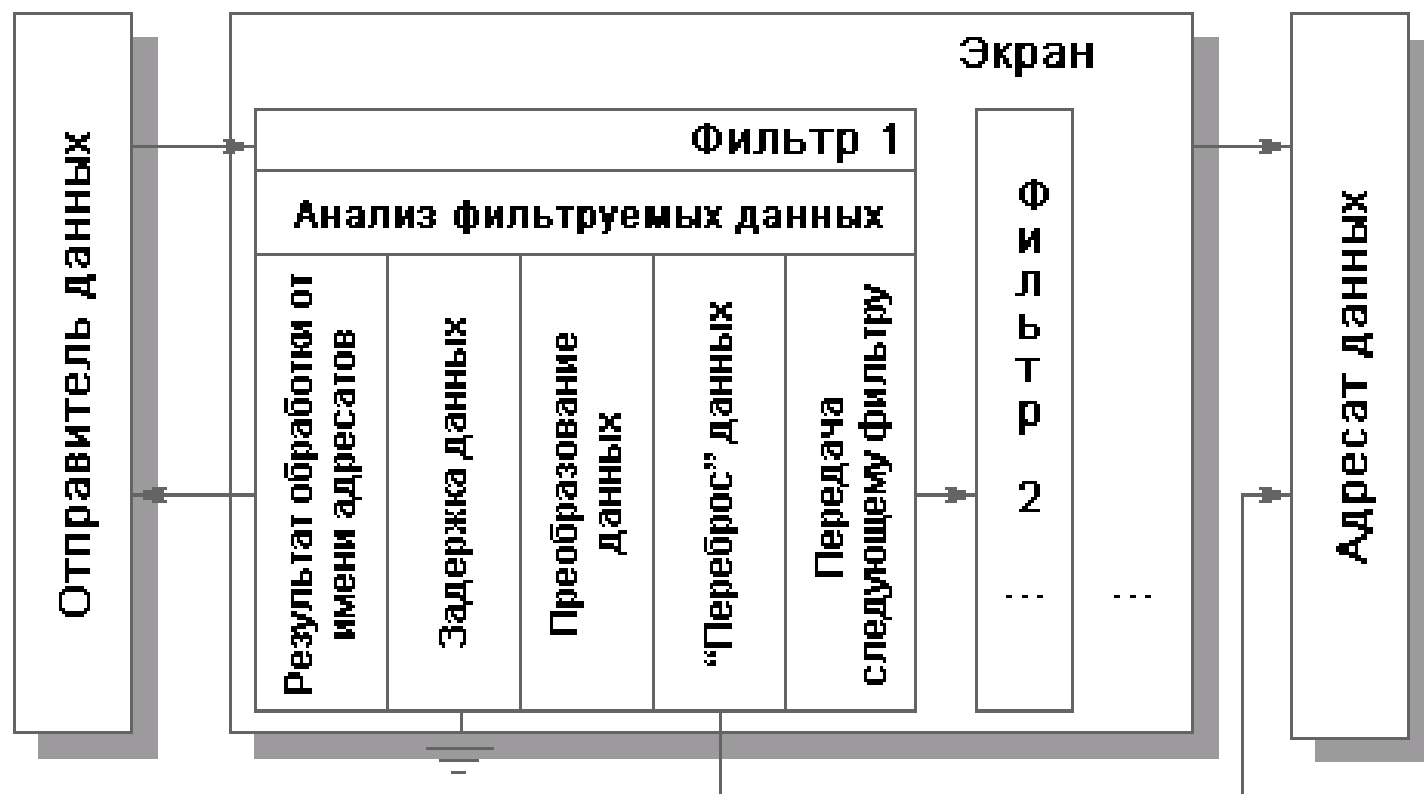 Отправитель данных
Экран
Фильтр 1
Анализ фильтруемых данных
Результат обработки от
имени адресатов
Задержка данных
Преобразование
данных
“Переброс” данных
Передача
следующему фильтру
Фильтр 2
...
...
Адресат данных